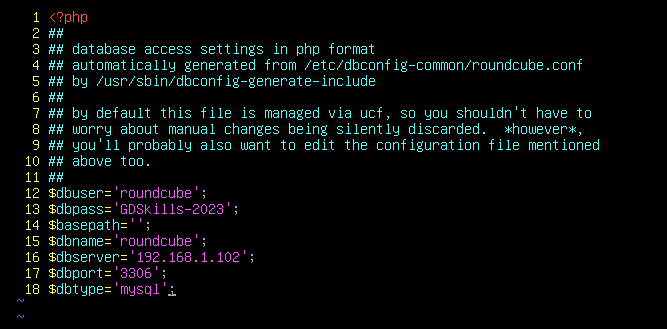 1 <?php
2 ##
3 ## database access settings in php format
4 ## automatically generated from /etc/dbconfig-common/roundcube.conf
5 ## by /usr/sbin/dbconfig-generate-include
6 ##
7 ## by default this file is managed via ucf, so you shouldn't have to
8 ## worry about manual changes being silently discarded.  *however*,
9 ## you'll probably also want to edit the configuration file mentioned
10 ## above too.
11 ##
12 $dbuser='roundcube';
13 $dbpass='GDSkills-2023';
14 $basepath='';
15 $dbname='roundcube';
16 $dbserver='192.168.1.102';
17 $dbport='3306';
18 $dbtype='mysql';
~
~